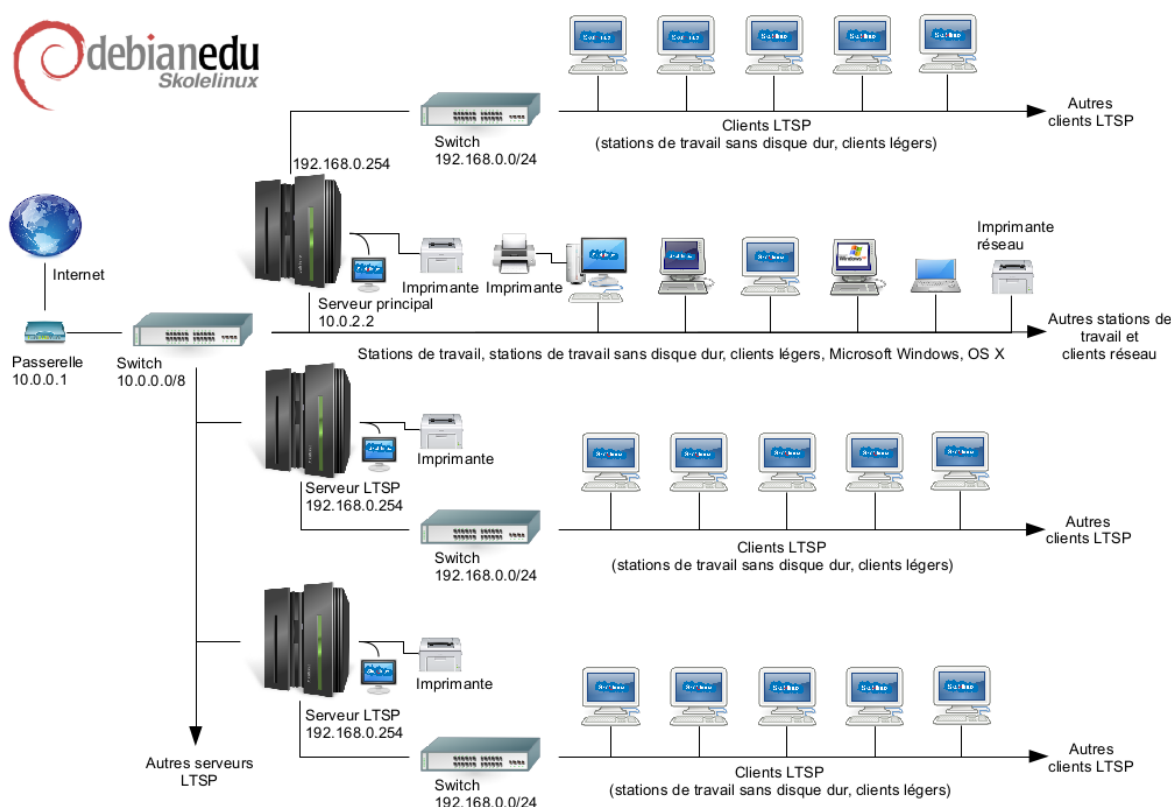 debianedu
Skolelinux
Autres
clients LTSP
Clients LTSP
(stations de travail sans disque dur, clients légers)
Switch
192.168.0.0/24
192.168.0.254
Internet
Imprimante
Imprimante
Imprimante
réseau
Serveur principal
10.0.2.2
Windows
Passerelle
10.0.0.1
Switch
10.0.0.0/8
Stations de travail, stations de travail sans disque dur, clients légers, Microsoft Windows, OS X
Autres stations de
travail et
clients réseau
Imprimante
Serveur LTSP
192.168.0.254
Switch
192.168.0.0/24
Clients LTSP
(stations de travail sans disque dur, clients légers)
Autres
clients LTSP
Imprimante
Serveur LTSP
192.168.0.254
Autres serveurs
LTSP
Switch
192.168.0.0/24
Clients LTSP
(stations de travail sans disque dur, clients légers)
Autres
clients LTSP